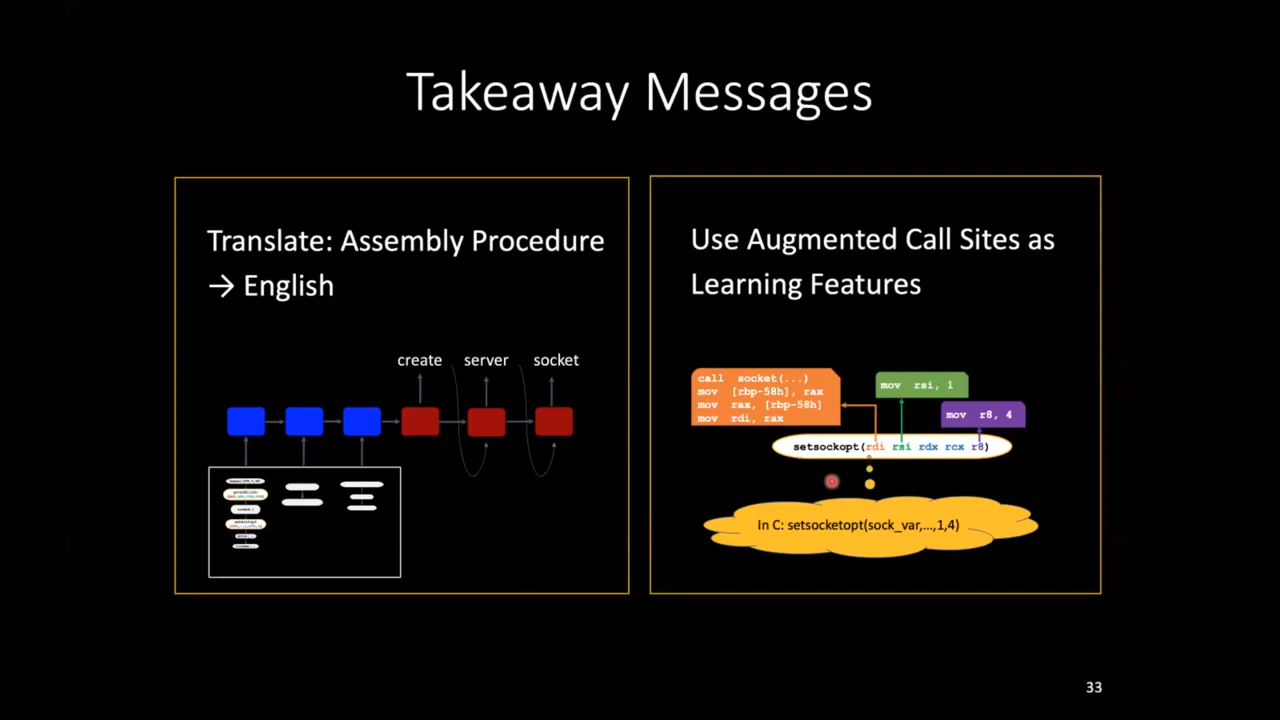 Takeaway Messages
Translate: Assembly Procedure
→ English
create server socket
Use Augmented Call Sites as
Learning Features
call socket(...)
mov [rbp-58h], rax
mov rax, [rbp-58h]
mov rdi, rax
mov rsi, 1
mov r8, 4
setsockopt(rdi rsi rdx rcx r8)
In C: setsocketopt(sock_var,...,1,4)
33